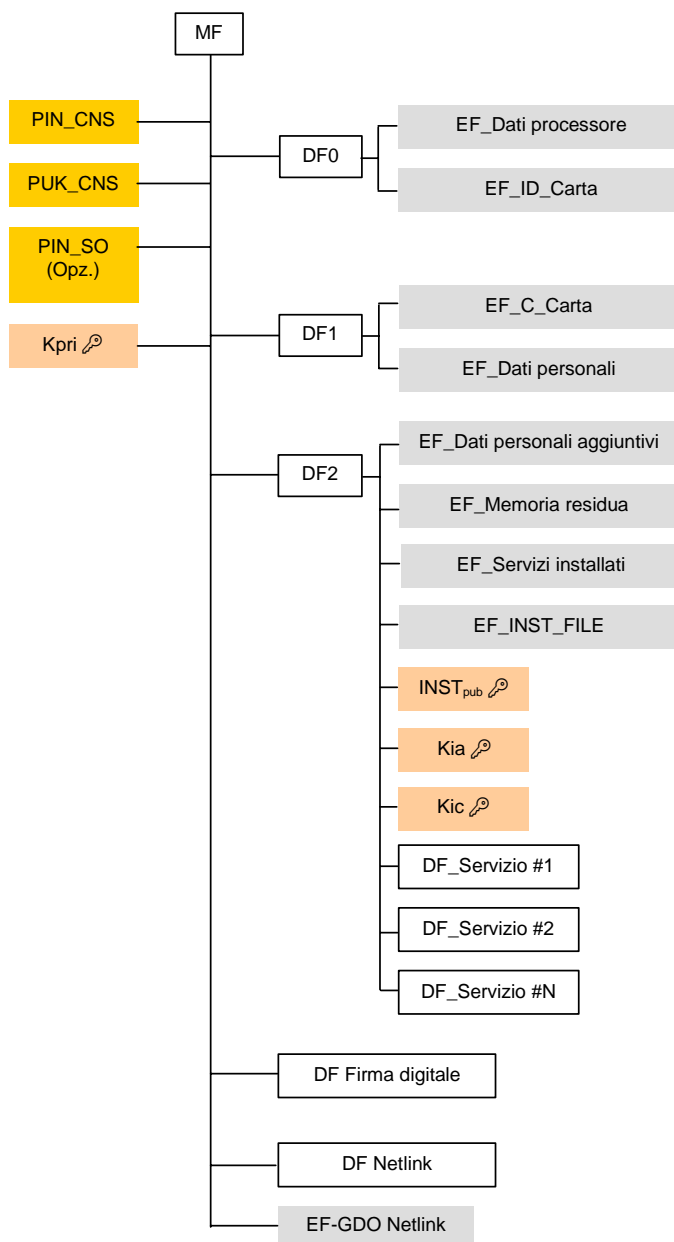 MF
PIN_CNS
EF_Dati processore
DF0
PUK_CNS
EF_ID_Carta
PIN_SO
(Opz.)
EF_C_Carta
DF1
Kpri
EF_Dati personali
EF_Dati personali aggiuntivi
DF2
EF_Memoria residua
EF_Servizi installati
EF_INST_FILE
INSTpub
Kia
Kic
DF_Servizio #1
DF_Servizio #2
DF_Servizio #N
DF Firma digitale
DF Netlink
EF-GDO Netlink